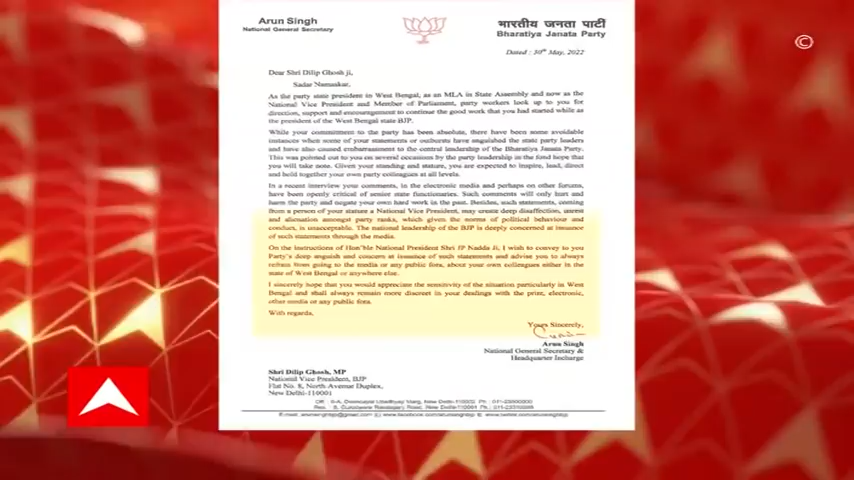 Arun Singh
National General Secretary
भारतीय जनता पार्टी
Bharatiya Janata Party
Dated : 30th May, 2022
©
Dear Shri Dilip Ghosh ji,
Sadar Namaskar,
As the party state president in West Bengal, as an MLA in State Assembly and now as the
National Vice President and Member of Parliament, party workers look up to you for
direction, support and encouragement to continue the good work that you had started while as
the president of the West Bengal state BJP.
While your commitment to the party has been absolute, there have been some avoidable
instances when some of your statements or outbursts have anguished the state party leaders
and have also caused embarrassment to the central leadership of the Bharatiya Janata Party.
This was pointed out to you on several occasions by the party leadership in the fond hope that
you will take note. Given your standing and stature, you are expected to inspire, lead, direct
and hold together your own party colleagues at all levels.
In a recent interview your comments, in the electronic media and perhaps on other forums,
have been openly critical of senior state functionaries. Such comments will only hurt and
harm the party and negate your own hard work in the past. Besides, such statements, coming
from a person of your stature a National Vice President, may create deep disaffection, unrest
and alienation amongst party ranks, which given the norms of political behaviour and
conduct, is unacceptable. The national leadership of the BJP is deeply concerned at issuance
of such statements through the media.
On the instructions of Hon'ble National President Shri JP Nadda Ji, I wish to convey to you
Party's deep anguish and concern at issuance of such statements and advise you to always
refrain from going to the media or any public fora, about your own colleagues either in the
state of West Bengal or anywhere else.
I sincerely hope that you would appreciate the sensitivity of the situation particularly in West
Bengal and shall always remain more discreet in your dealings with the print, electronic,
other media or any public fora.
With regards,
Yours Sincerely,
Arun Singh
National General Secretary &
Headquarter Incharge
Shri Dilip Ghosh, MP
National Vice President, BJP
Flat No. 8, North Avenue Duplex,
New Delhi-110001